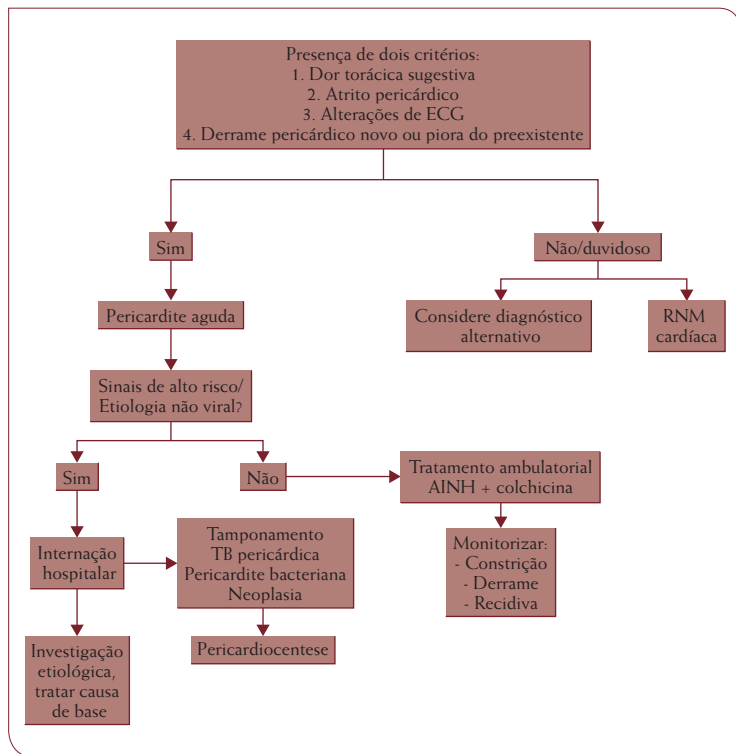 Presença de dois critérios:
1. Dor torácica sugestiva
2. Atrito pericárdico
3. Alterações de ECG
4. Derrame pericárdico novo ou piora do preexistente
Sim
Não/duvidoso
Pericardite aguda
Considere diagnóstico
alternativo
RNM
cardíaca
Sinais de alto risco/
Etiologia não viral?
Sim
Não
Tratamento ambulatorial
AINH + colchicina
Internação
hospitalar
Tamponamento
TB pericárdica
Pericardite bacteriana
Neoplasia
Monitorizar:
- Constrição
- Derrame
- Recidiva
Investigação
etiológica,
tratar causa
de base
Pericardiocentese